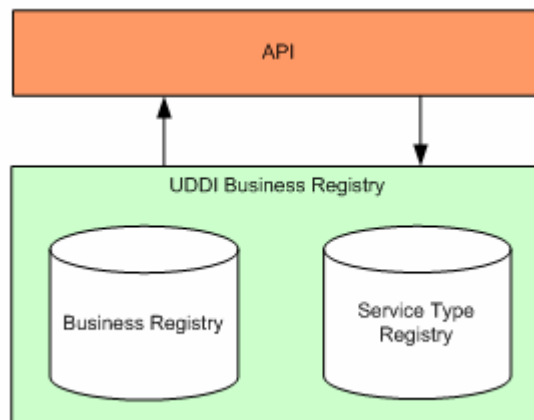 API
UDDI Business Registry
Business Registry
Service Type
Registry